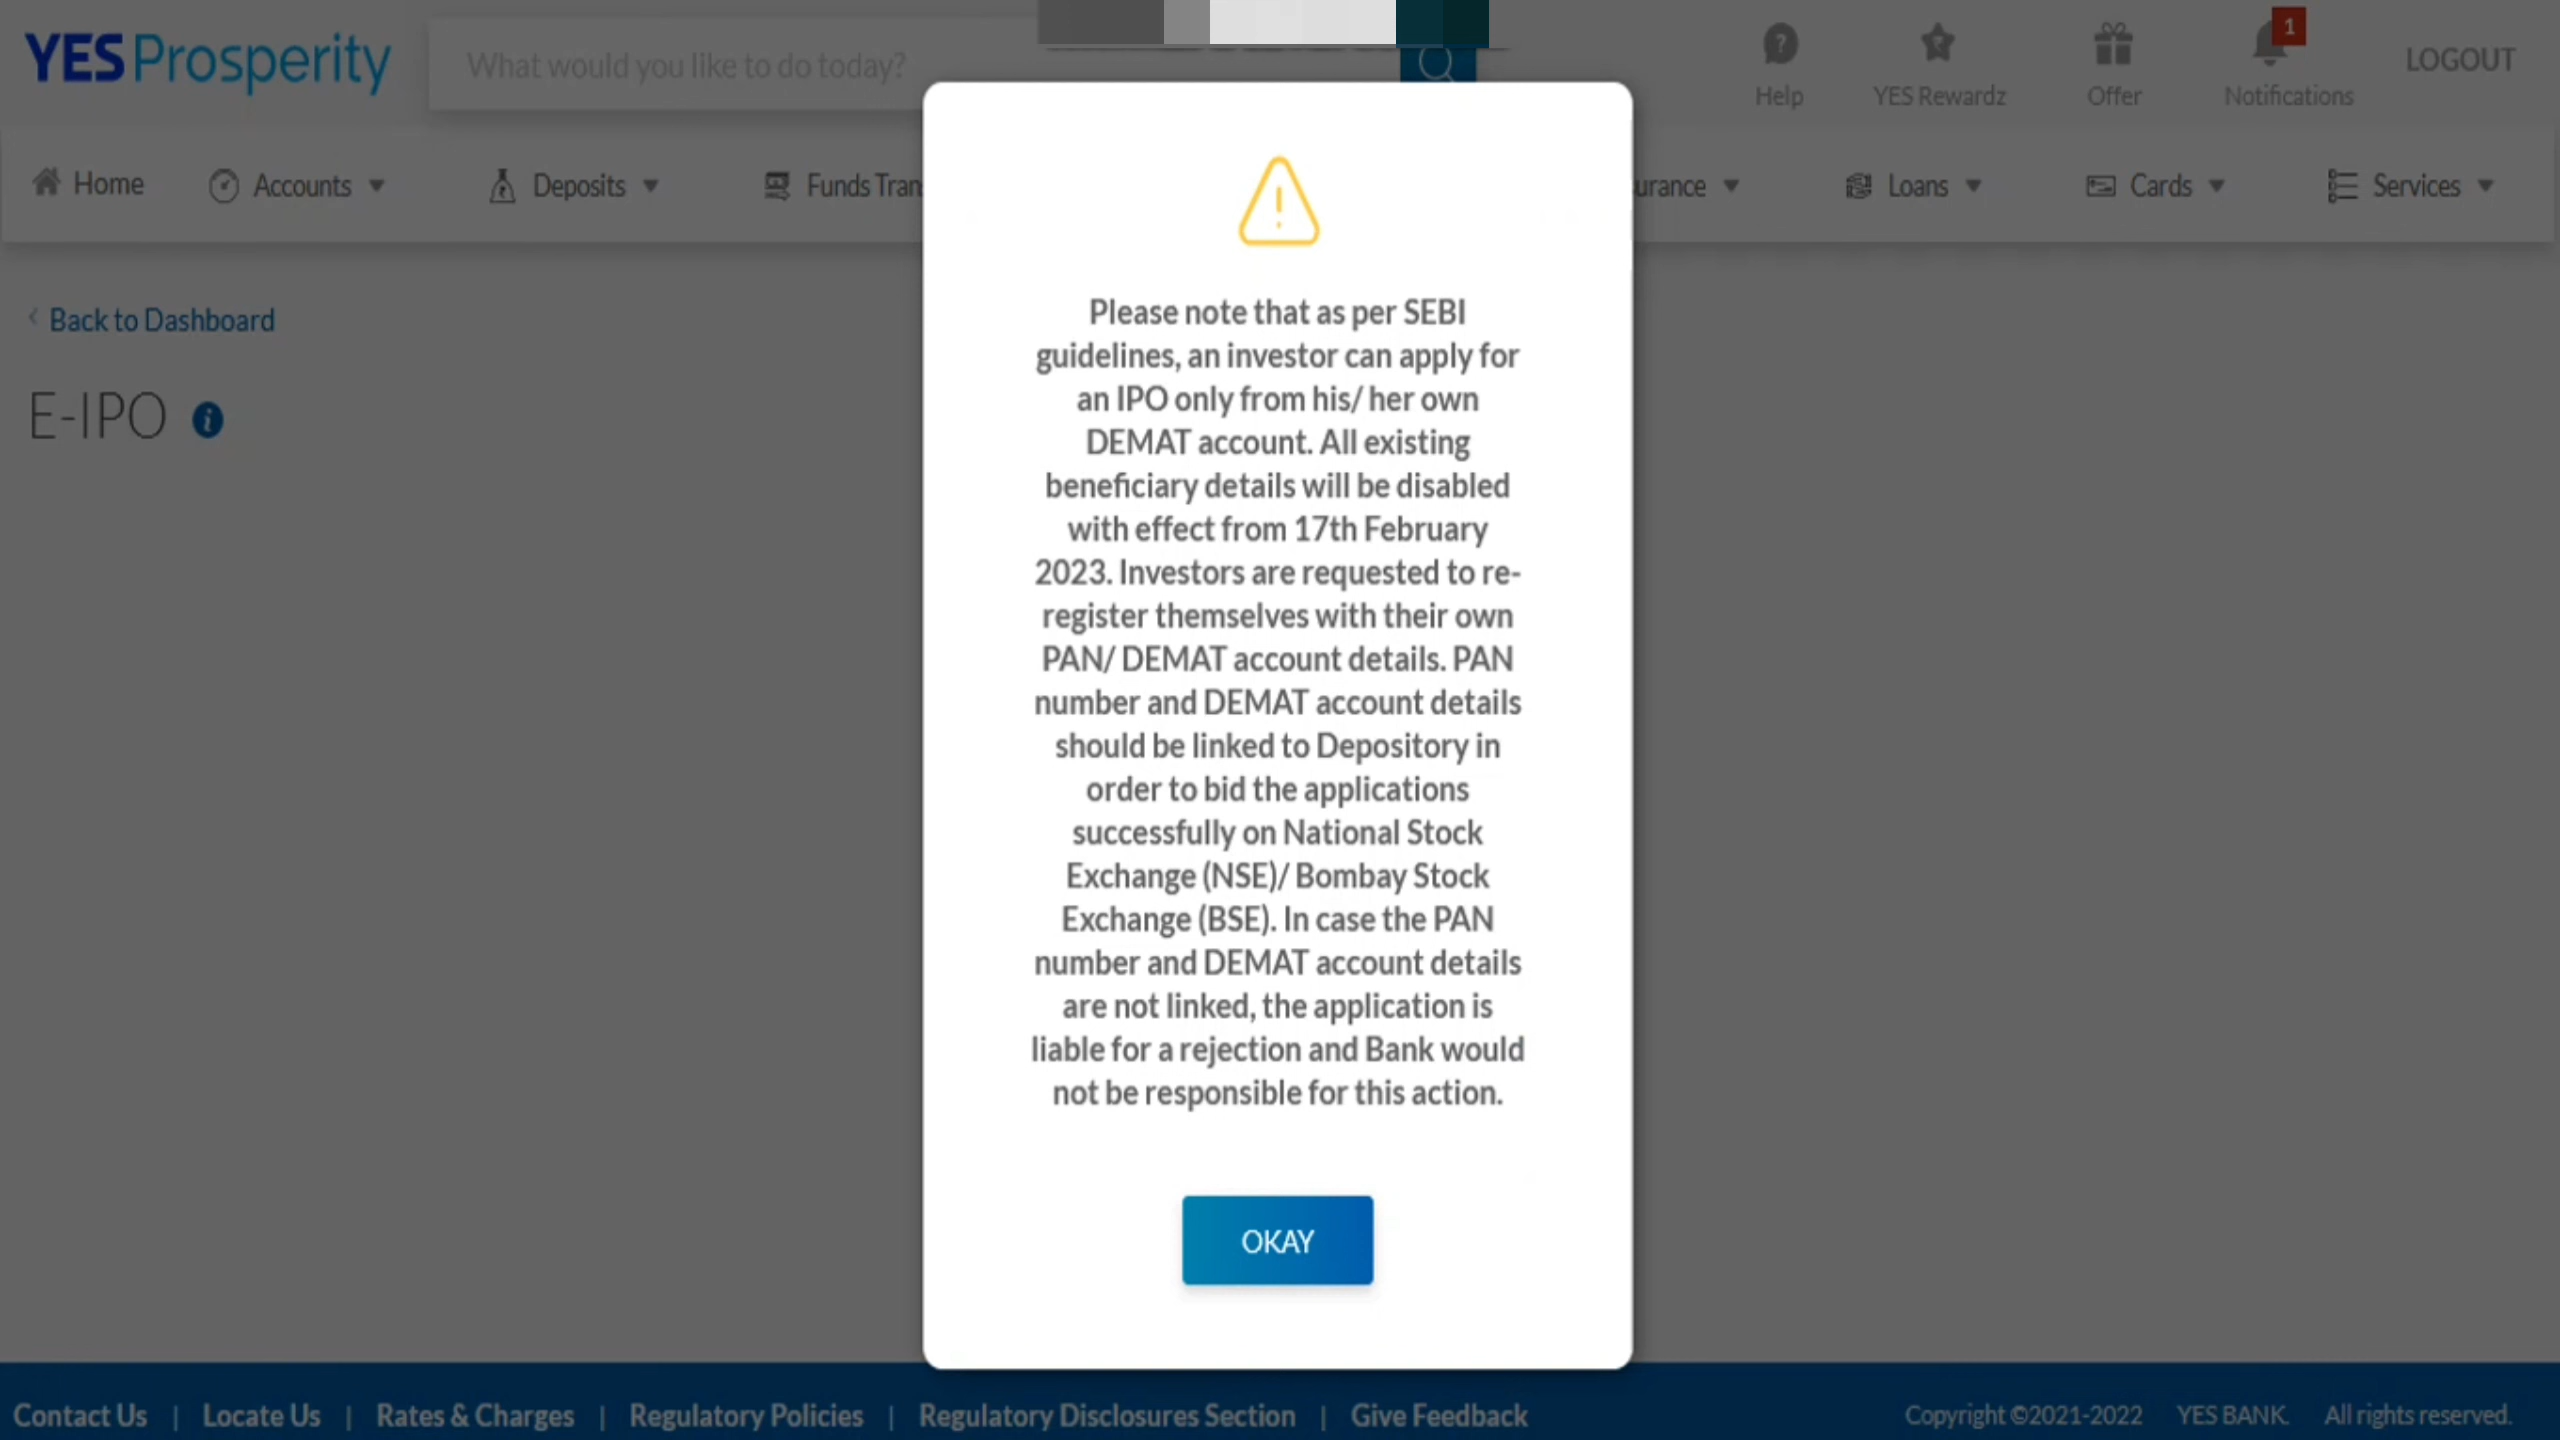 YES Prosperity
What would you like to do today?
Help
YES Rewardz
Offer
1
Notifications
LOGOUT
Home
Accounts
Deposits
Funds Tran
urance
Loans
Cards
Services
Back to Dashboard
E-IPO
Please note that as per SEBI
guidelines, an investor can apply for
an IPO only from his/ her own
DEMAT account. All existing
beneficiary details will be disabled
with effect from 17th February
2023. Investors are requested to re-
register themselves with their own
PAN/ DEMAT account details. PAN
number and DEMAT account details
should be linked to Depository in
order to bid the applications
successfully on National Stock
Exchange (NSE)/ Bombay Stock
Exchange (BSE). In case the PAN
number and DEMAT account details
are not linked, the application is
liable for a rejection and Bank would
not be responsible for this action.
OKAY
Contact Us | Locate Us | Rates & Charges | Regulatory Policies | Regulatory Disclosures Section | Give Feedback
Copyright ©2021-2022 YES BANK. All rights reserved.